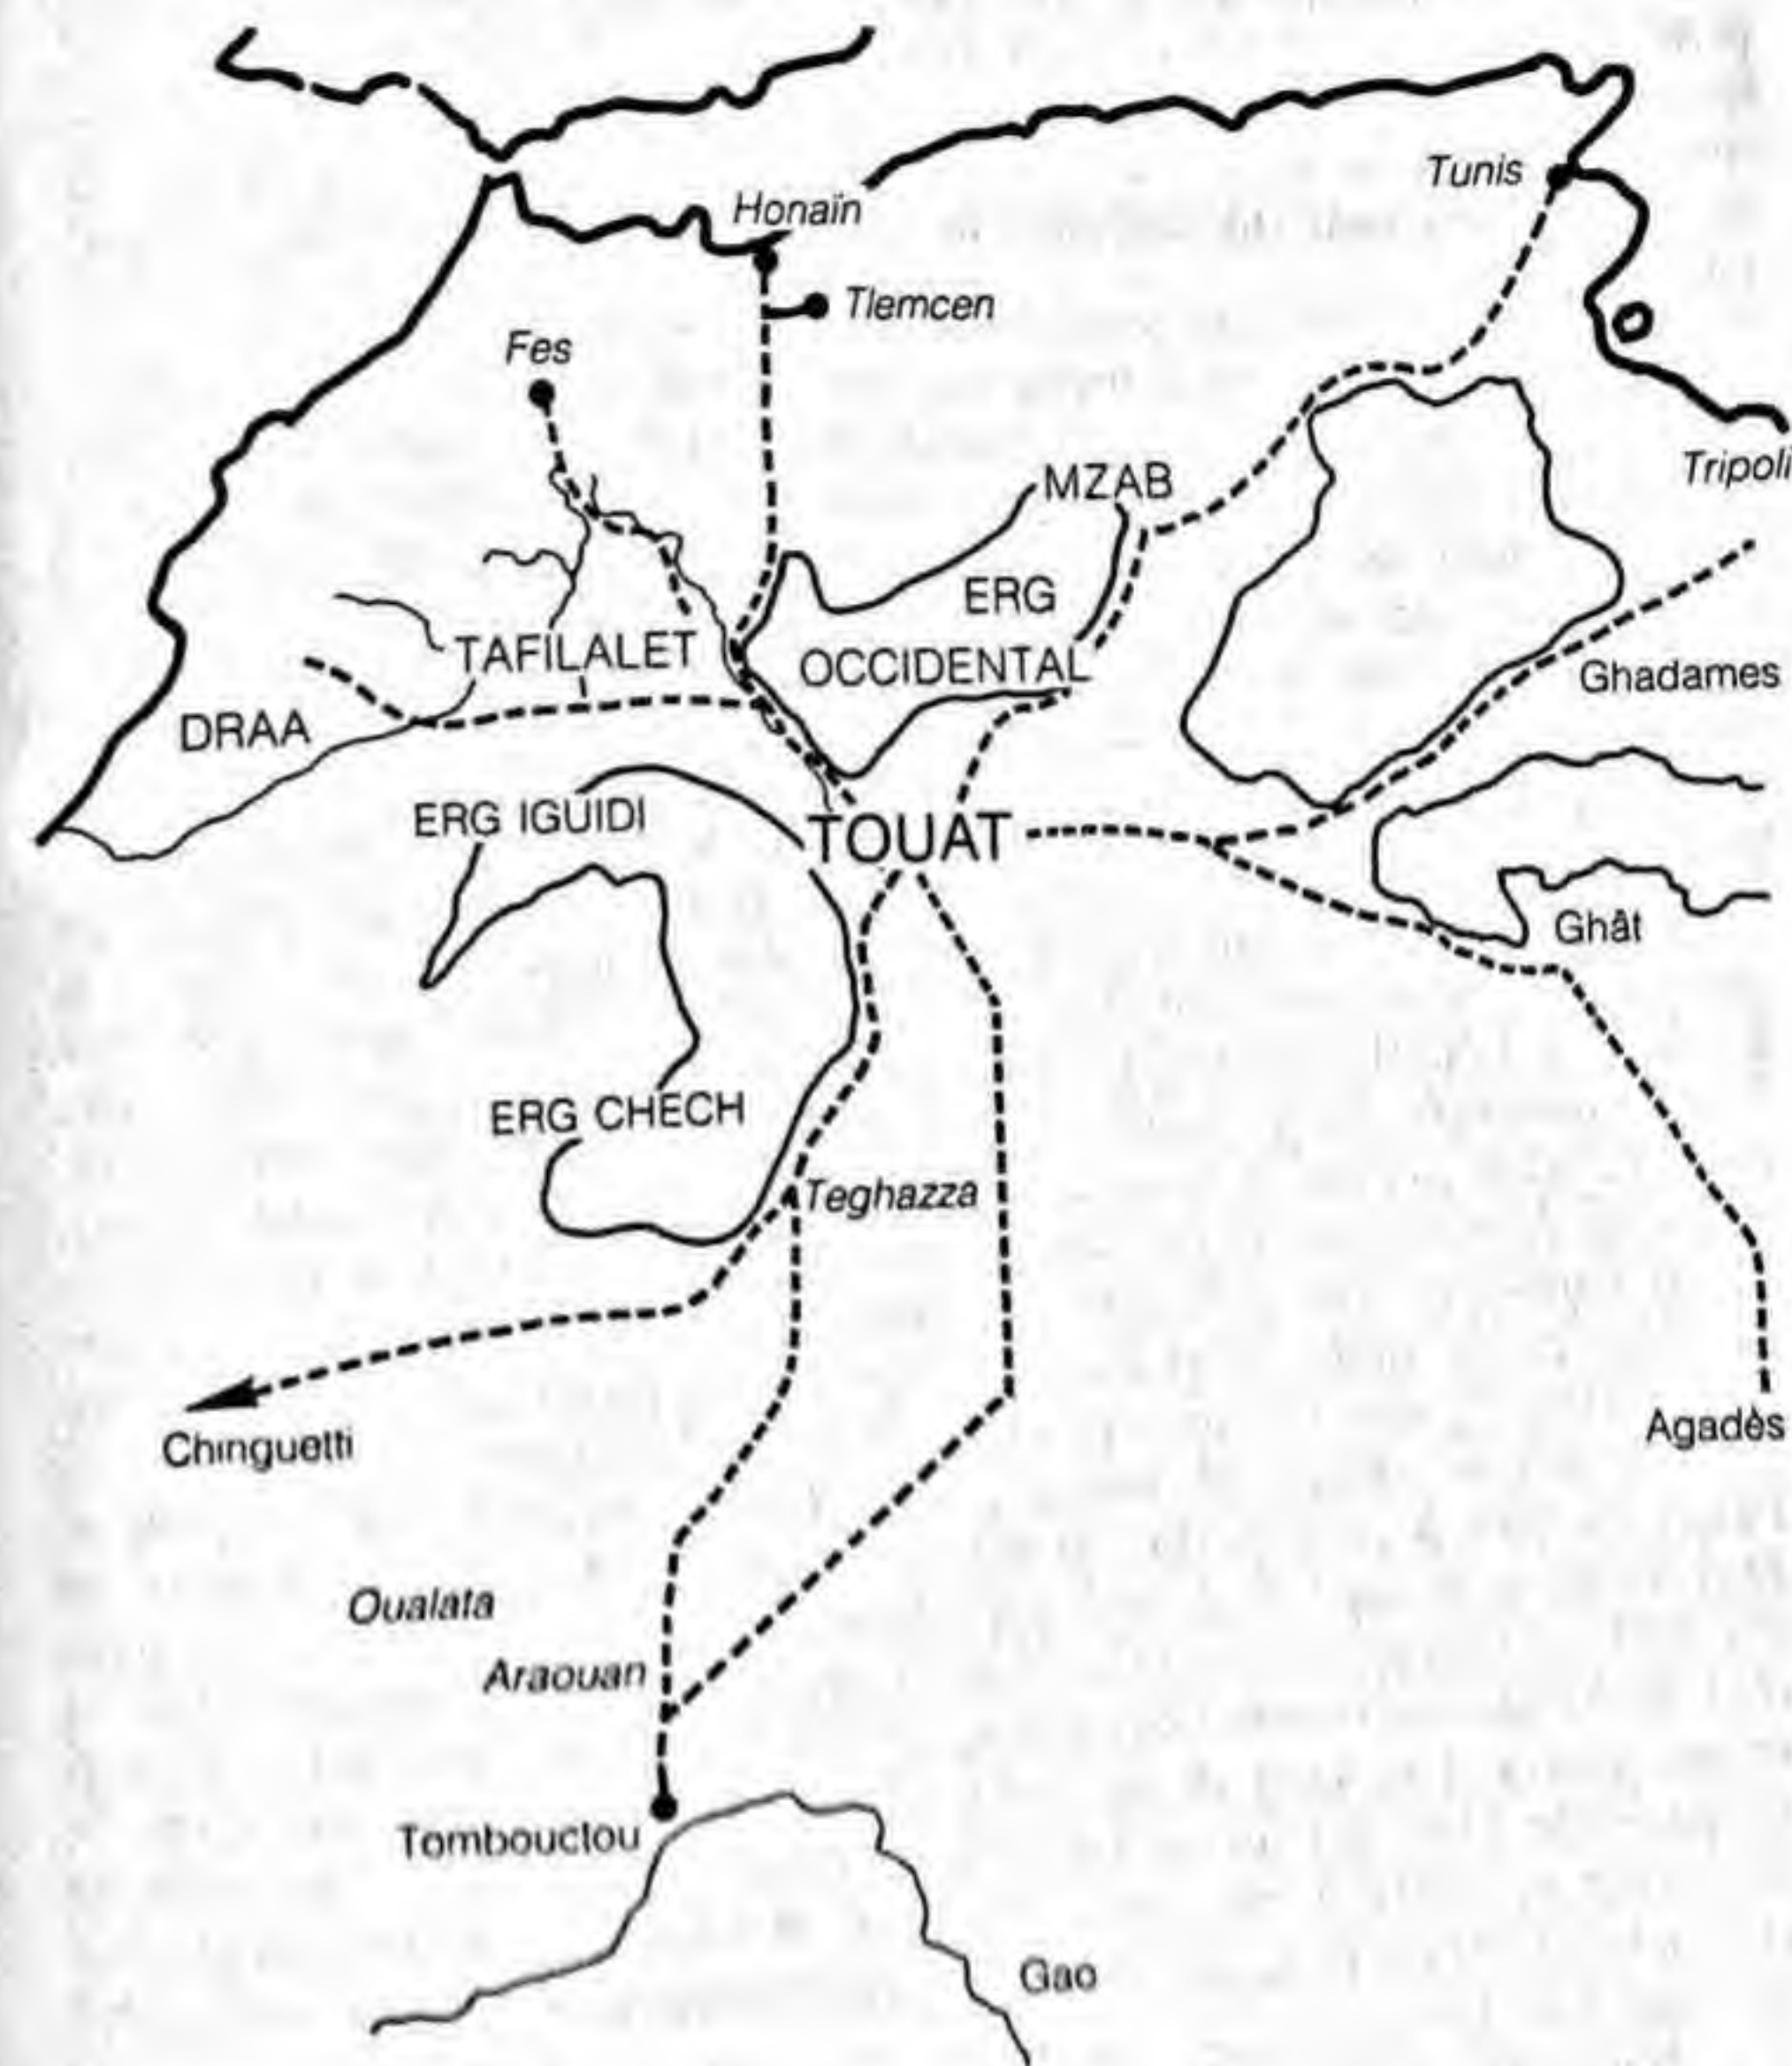 Honaïn
Tunis
Tlemcen
Fes
MZAB
Tripoli
ERG
OCCIDENTAL
TAFILALET
Ghadames
DRAA
ERG IGUIDI
TOUAT
Ghât
ERG CHECH
Teghazza
Chinguetti
Agadès
Oualata
Araouan
Tombouctou
Gao